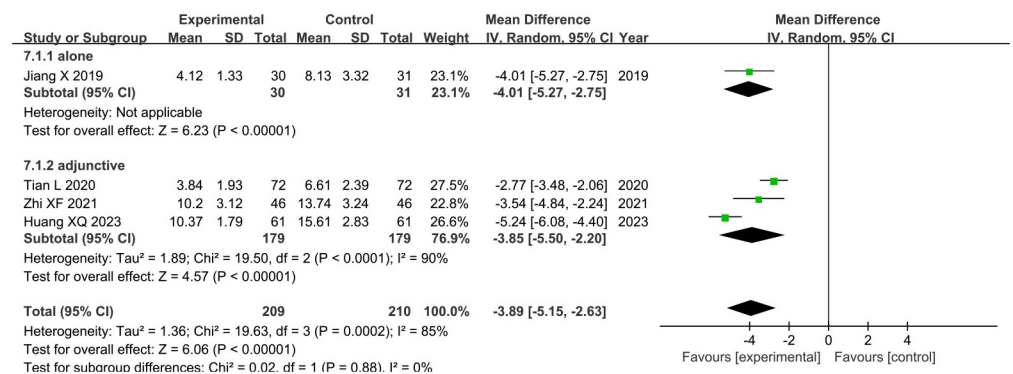 Experimental Control Mean Difference Mean Difference
Study or Subgroup Mean SD Total Mean SD Total Weight IV, Random, 95% CI Year IV, Random, 95% CI
7.1.1 alone
Jiang X 2019 4.12 1.33 30 8.13 3.32 31 23.1% -4.01 [-5.27, -2.75] 2019
Subtotal (95% CI) 30 31 23.1% -4.01 [-5.27, -2.75]
Heterogeneity: Not applicable
Test for overall effect: Z = 6.23 (P < 0.00001)
7.1.2 adjunctive
Tian L 2020 3.84 1.93 72 6.61 2.39 72 27.5% -2.77 [-3.48, -2.06] 2020
Zhi XF 2021 10.2 3.12 46 13.74 3.24 46 22.8% -3.54 [-4.84, -2.24] 2021
Huang XQ 2023 10.37 1.79 61 15.61 2.83 61 26.6% -5.24 [-6.08, -4.40] 2023
Subtotal (95% CI) 179 179 76.9% -3.85 [-5.50, -2.20]
Heterogeneity: Tau² = 1.89; Chi² = 19.50, df = 2 (P < 0.0001); I² = 90%
Test for overall effect: Z = 4.57 (P < 0.00001)
Total (95% CI) 209 210 100.0% -3.89 [-5.15, -2.63]
Heterogeneity: Tau² = 1.36; Chi² = 19.63, df = 3 (P = 0.0002); I² = 85%
Test for overall effect: Z = 6.06 (P < 0.00001)
Test for subgroup differences: Chi² = 0.02, df = 1 (P = 0.88), I² = 0%
-4 -2 0 2 4
Favours [experimental] Favours [control]